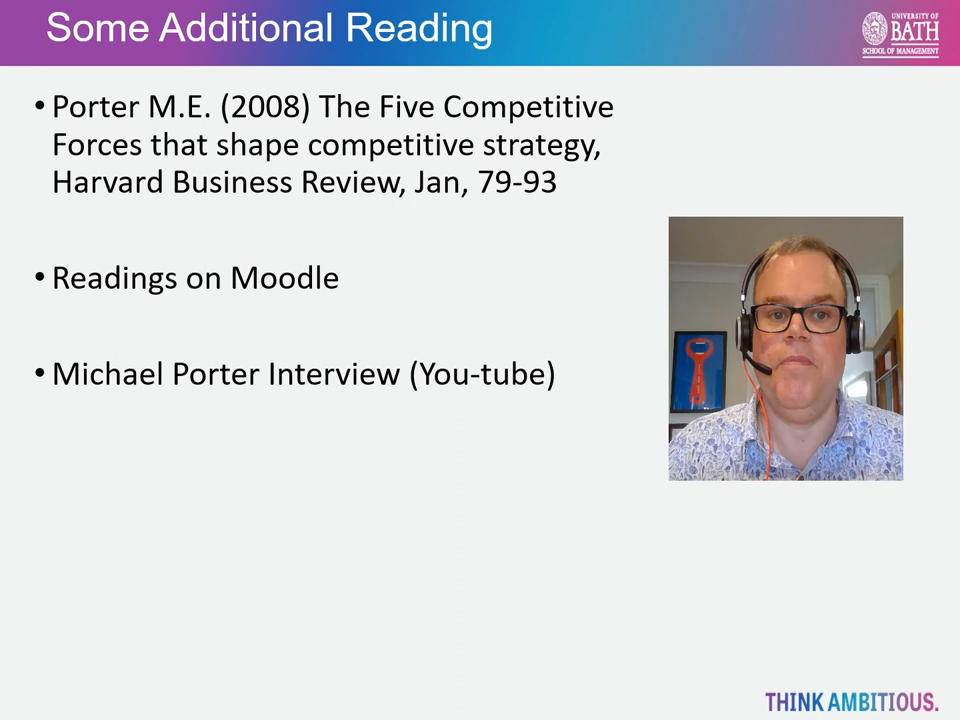 Some Additional Reading
UNIVERSITY OF
BATH
SCHOOL OF MANAGEMENT
• Porter M.E. (2008) The Five Competitive
Forces that shape competitive strategy,
Harvard Business Review, Jan, 79-93
• Readings on Moodle
• Michael Porter Interview (You-tube)
THINK AMBITIOUS.